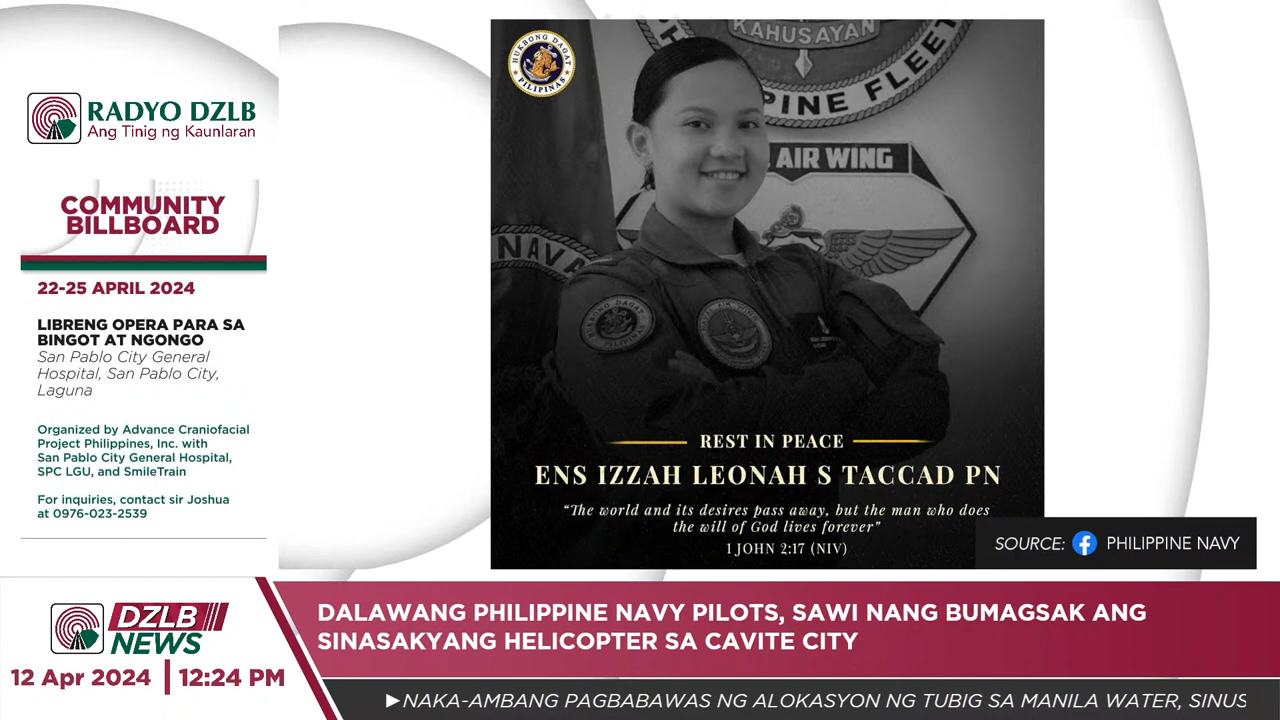 RADYO DZLB
Ang Tinig ng Kaunlaran
COMMUNITY
BILLBOARD
22-25 APRIL 2024
LIBRENG OPERA PARA SA
BINGOT AT NGONGO
San Pablo City General
Hospital, San Pablo City,
Laguna
Organized by Advance Craniofacial
Project Philippines, Inc. with
San Pablo City General Hospital,
SPC LGU, and SmileTrain
For inquiries, contact sir Joshua
at 0976-023-2539
HUKBONG DAGAT
PILIPINAS
KAHUSAYAN
PINE FLEET
AIR WING
NAVA
REST IN PEACE
ENS IZZAH LEONAH S TACCAD PN
“The world and its desires pass away, but the man who does
the will of God lives forever”
1 JOHN 2:17 (NIV)
SOURCE: PHILIPPINE NAVY
DZLB
NEWS
12 Apr 2024 | 12:24 PM
DALAWANG PHILIPPINE NAVY PILOTS, SAWI NANG BUMAGSAK ANG
SINASAKYANG HELICOPTER SA CAVITE CITY
►NAKA-AMBANG PAGBABAWAS NG ALOKASYON NG TUBIG SA MANILA WATER, SINUS